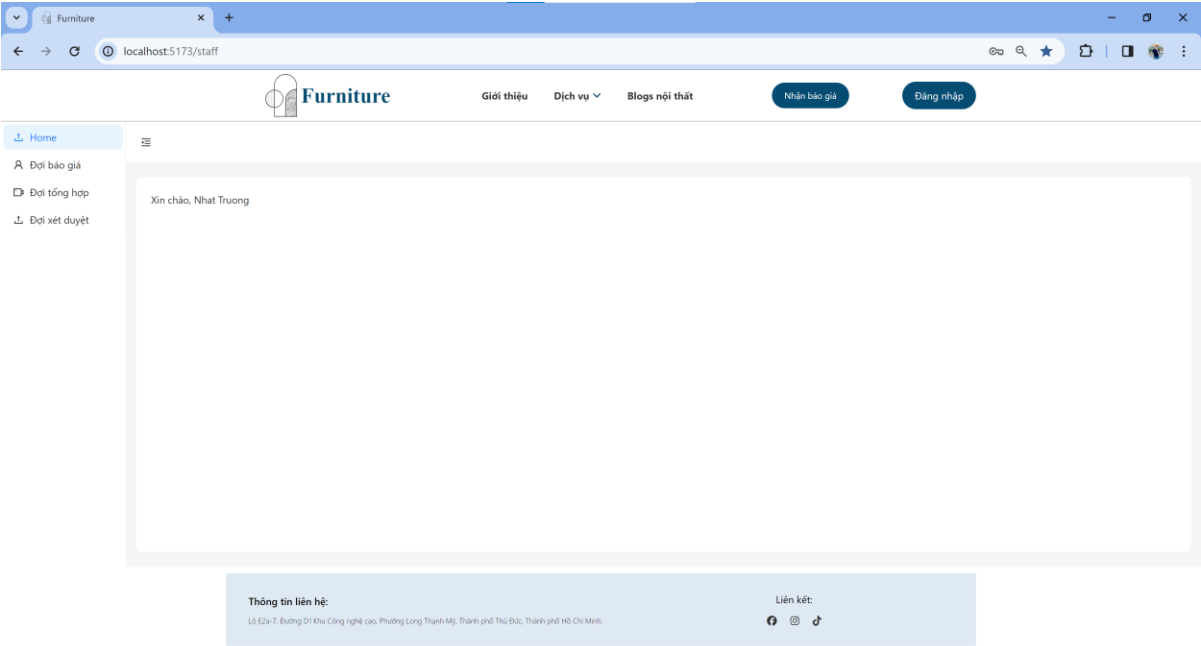 Furniture
localhost:5173/staff
Furniture Giới thiệu Dịch vụ Blogs nội thất Nhận báo giá Đăng nhập
Home
Đợi báo giá
Đợi tổng hợp
Đợi xét duyệt
Xin chào, Nhat Truong
Thông tin liên hệ:
Lô E2a-7, Đường D1 Khu Công nghệ cao, Phường Long Thạnh Mỹ, Thành phố Thủ Đức, Thành phố Hồ Chí Minh.
Liên kết: